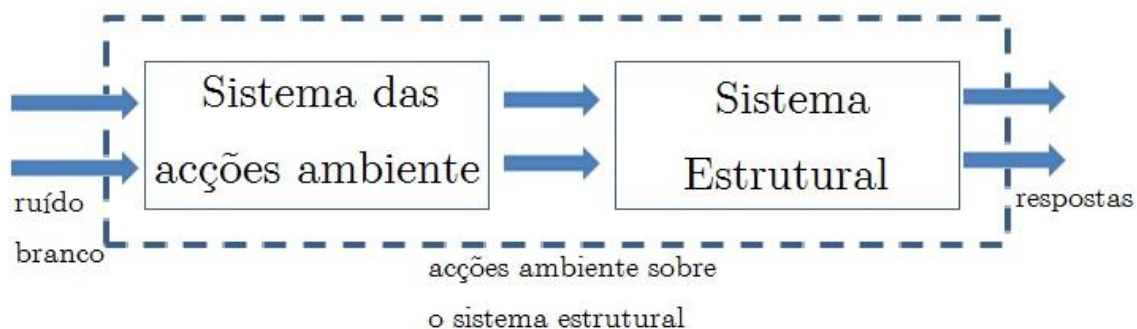 Sistema das
acções ambiente
Sistema
Estrutural
ruído
branco
respostas
acções ambiente sobre
o sistema estrutural